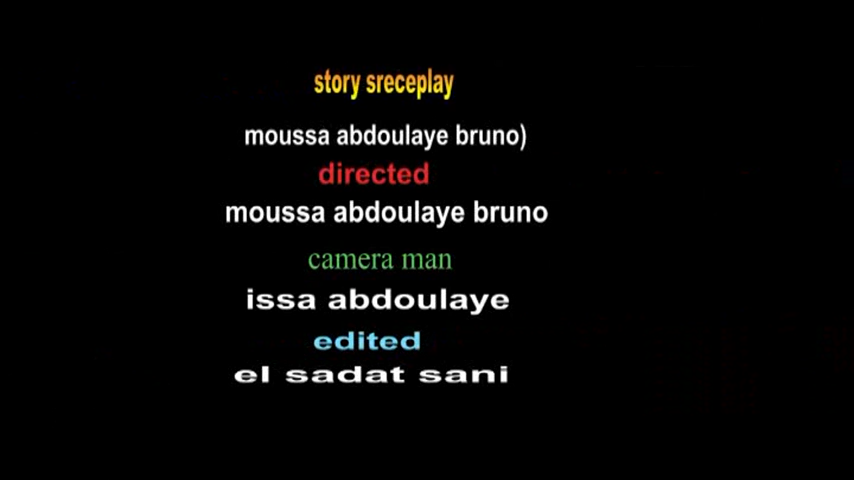 story sreceplay
moussa abdoulaye bruno)
directed
moussa abdoulaye bruno
camera man
issa abdoulaye
edited
el sadat sani